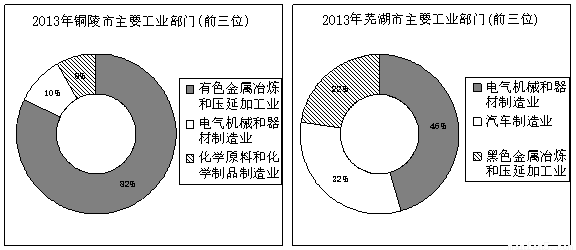 2013年铜陵市主要工业部门(前三位)
8%
10%
82%
有色金属冶炼
和压延加工业
电气机械和器
材制造业
化学原料和化
学制品制造业
2013年芜湖市主要工业部门(前三位)
22%
46%
32%
电气机械和器
材制造业
汽车制造业
黑色金属冶炼
和压延加工业